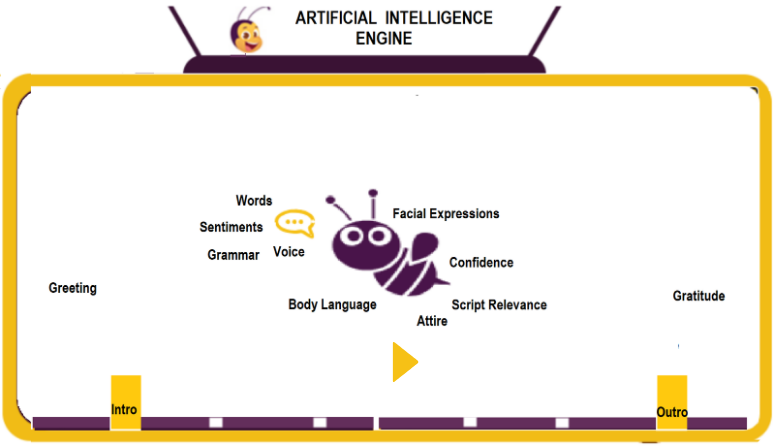 ARTIFICIAL INTELLIGENCE
ENGINE
Words
Facial Expressions
Sentiments
Grammar
Voice
Confidence
Greeting
Gratitude
Body Language
Script Relevance
Attire
Intro
Outro